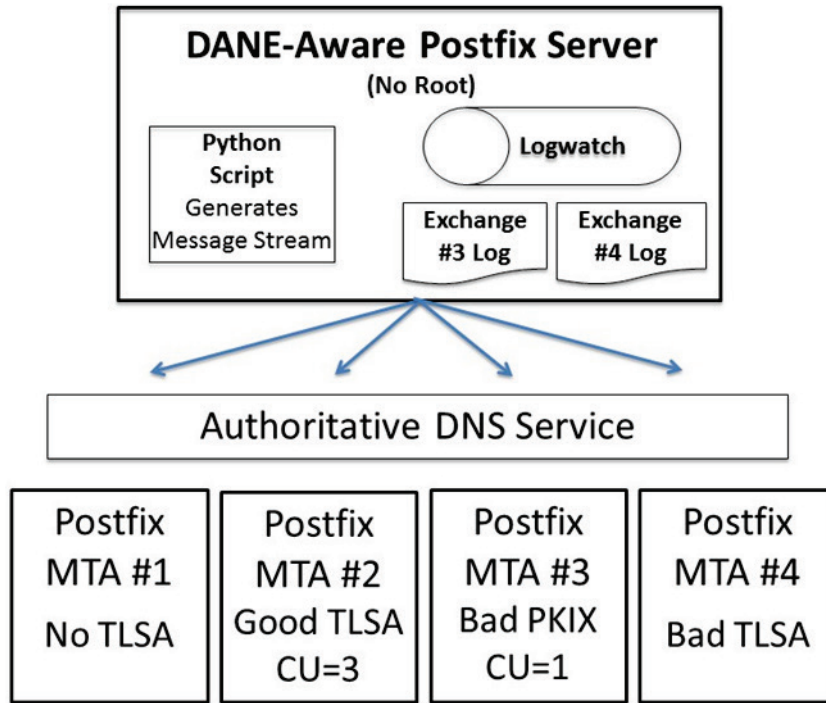 DANE-Aware Postfix Server
(No Root)
Python
Script
Generates
Message Stream
Logwatch
Exchange
#3 Log
Exchange
#4 Log
Authoritative DNS Service
Postfix
MTA #1
No TLSA
Postfix
MTA #2
Good TLSA
CU=3
Postfix
MTA #3
Bad PKIX
CU=1
Postfix
MTA #4
Bad TLSA